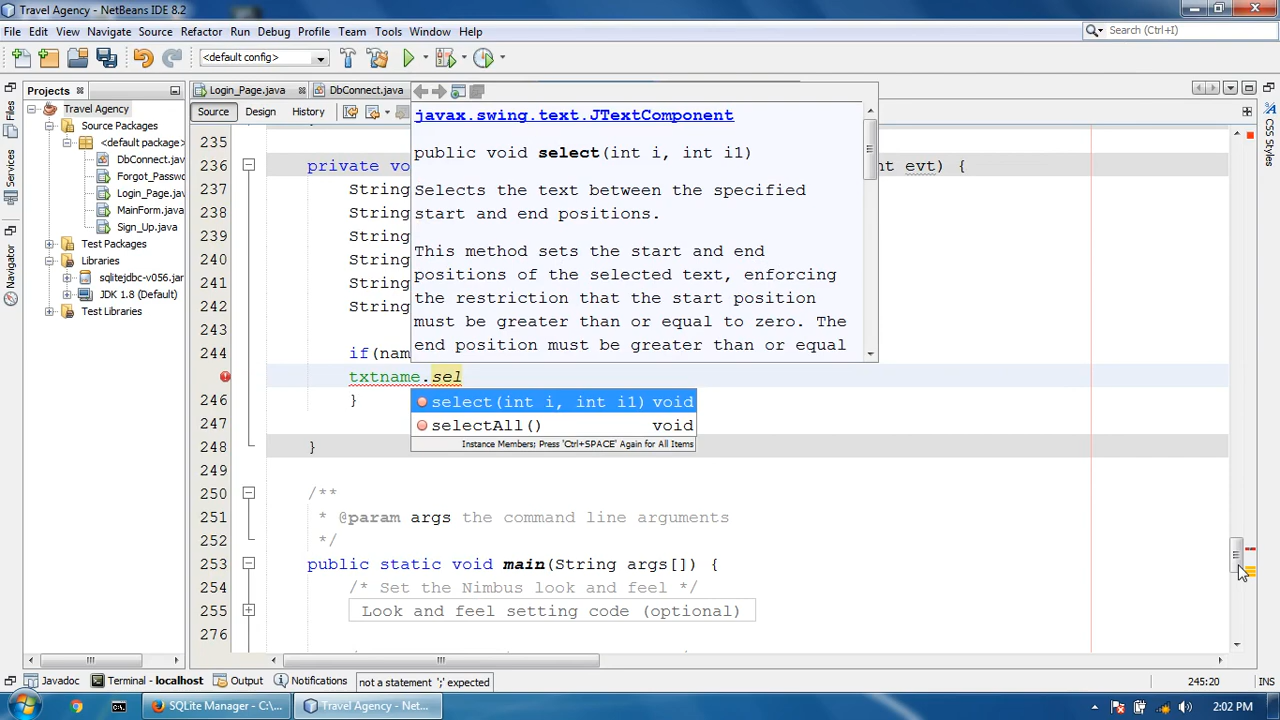 Travel Agency - NetBeans IDE 8.2
File Edit View Navigate Source Refactor Run Debug Profile Team Tools Window Help
Search (Ctrl+I)
<default config>
Projects
Login_Page.java
DbConnect.java
Source Design History
Files
Services
Navigator
CSS Styles
Travel Agency
Source Packages
<default package>
DbConnect.jav
Forgot_Passwo
Login_Page.jav
MainForm.java
Sign_Up.java
Test Packages
Libraries
sqlitejdbc-v056.jar
JDK 1.8 (Default)
Test Libraries
javax.swing.text.JTextComponent
public void select(int i, int i1)
Selects the text between the specified
start and end positions.
This method sets the start and end
positions of the selected text, enforcing
the restriction that the start position
must be greater than or equal to zero. The
end position must be greater than or equal
235
236 private vo nt evt) {
237 String
238 String
239 String
240 String
241 String
242 String
243
244 if(nam
txtname.sel
select(int i, int i1) void
selectAll() void
Instance Members; Press 'Ctrl+SPACE' Again for All Items
246 }
247
248 }
249
250 /**
251 * @param args the command line arguments
252 */
253 public static void main(String args[]) {
254 /* Set the Nimbus look and feel */
255 Look and feel setting code (optional)
276
Javadoc Terminal - localhost Output Notifications not a statement ';' expected 245:20 INS
SQLite Manager - C:\... Travel Agency - Net... 2:02 PM